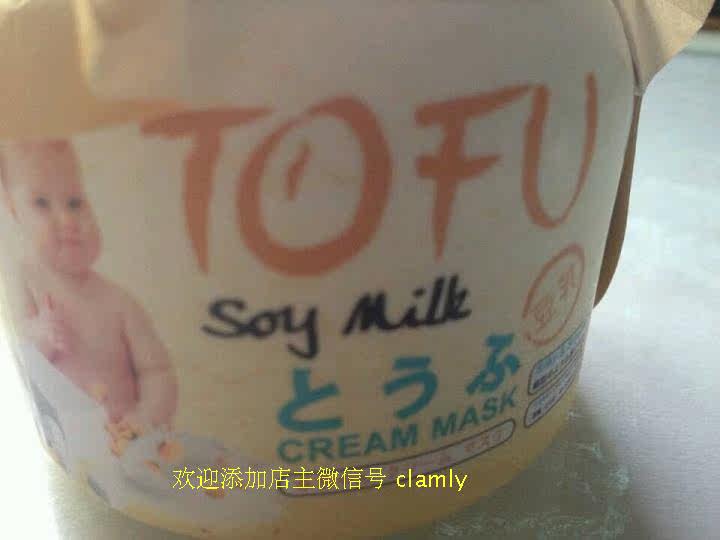 TOFU
Soy Milk
豆乳
とうふ
CREAM MASK
欢迎添加店主微信号 clamly